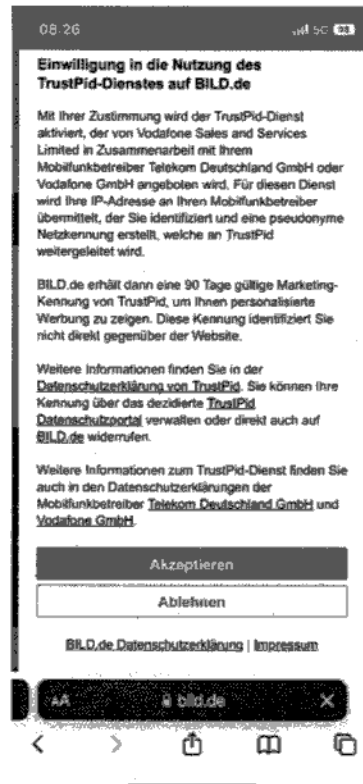 08.26
5G 98
Einwilligung in die Nutzung des
TrustPid-Dienstes auf BILD.de
Mit Ihrer Zustimmung wird der TrustPid-Dienst
aktiviert, der von Vodafone Sales and Services
Limited in Zusammenarbeit mit Ihrem
Mobilfunkbetreiber Telekom Deutschland GmbH oder
Vodafone GmbH angeboten wird. Für diesen Dienst
wird Ihre IP-Adresse an Ihren Mobilfunkbetreiber
übermittelt, der Sie identifiziert und eine pseudonyme
Netzkennung erstellt, welche an TrustPid
weitergeleitet wird.
BILD.de erhält dann eine 90 Tage gültige Marketing-
Kennung von TrustPid, um Ihnen personalisierte
Werbung zu zeigen. Diese Kennung identifiziert Sie
nicht direkt gegenüber der Website.
Weitere Informationen finden Sie in der
Datenschutzerklärung von TrustPid. Sie können Ihre
Kennung über das dezidierte TrustPid
Datenschutzportal verwalten oder direkt auch auf
BILD.de widerrufen.
Weitere Informationen zum TrustPid-Dienst finden Sie
auch in den Datenschutzerklärungen der
Mobilfunkbetreiber Telekom Deutschland GmbH und
Vodafone GmbH.
Akzeptieren
Ablehnen
BILD.de Datenschutzerklärung | Impressum
AA bild.de